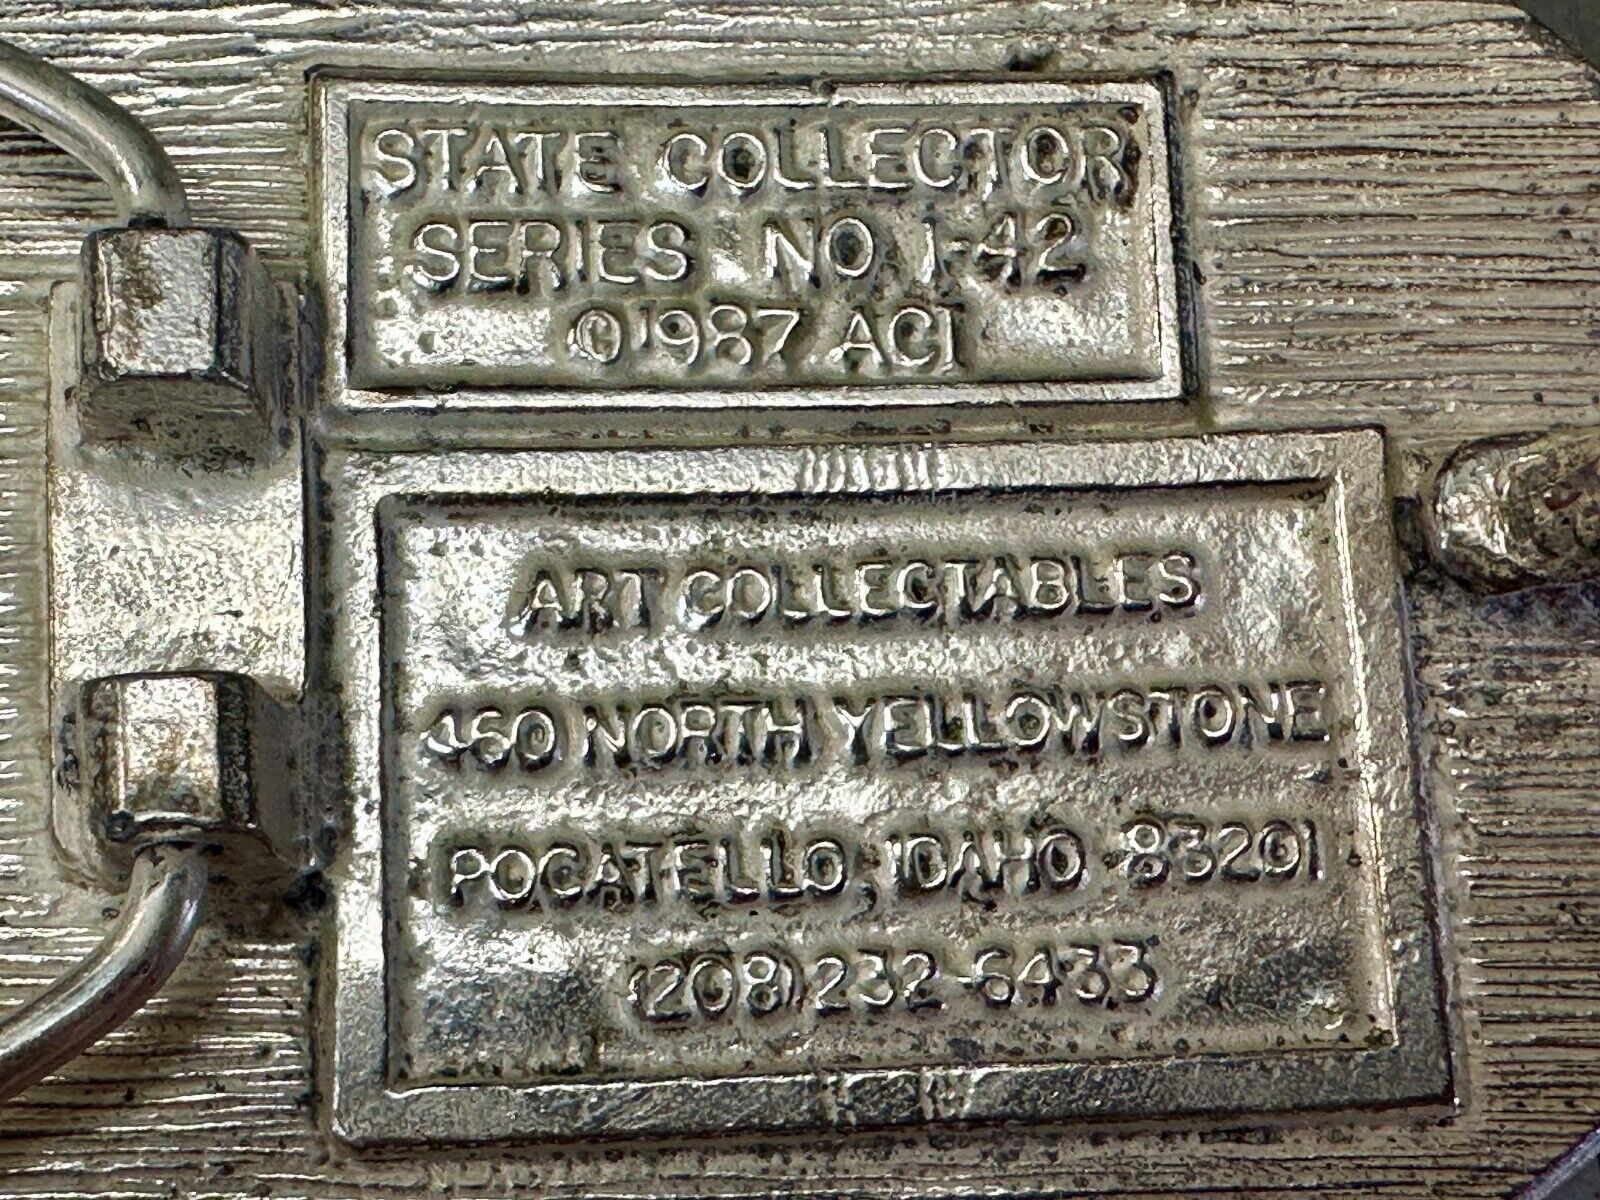 STATE COLLECTOR
SERIES NO. 1-42
©1987 ACI
ART COLLECTABLES
460 NORTH YELLOWSTONE
POCATELLO, IDAHO 83201
(208) 232-6433